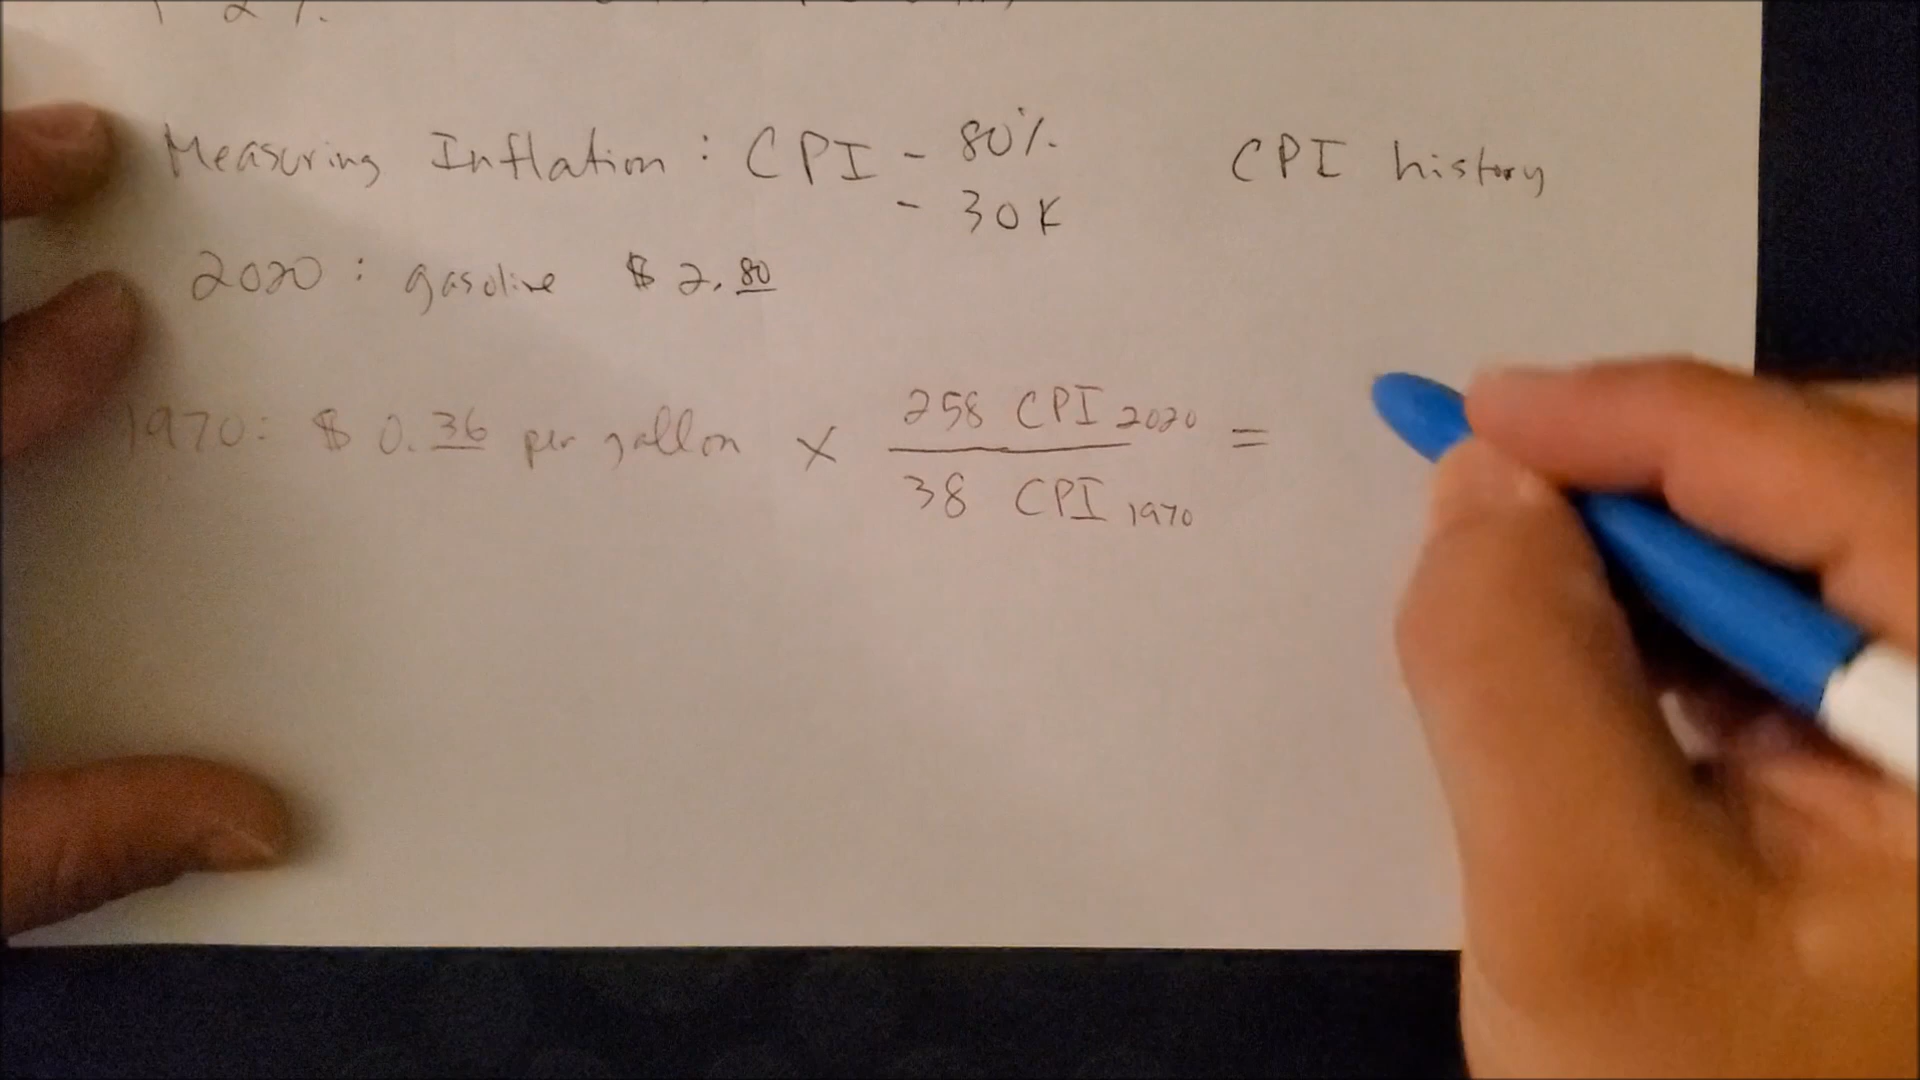 2%.
Measuring Inflation: CPI - 80% CPI history
- 30K
2020: gasoline $2.80
1970: $0.36 per gallon × 258 CPI 2020 =
38 CPI 1970